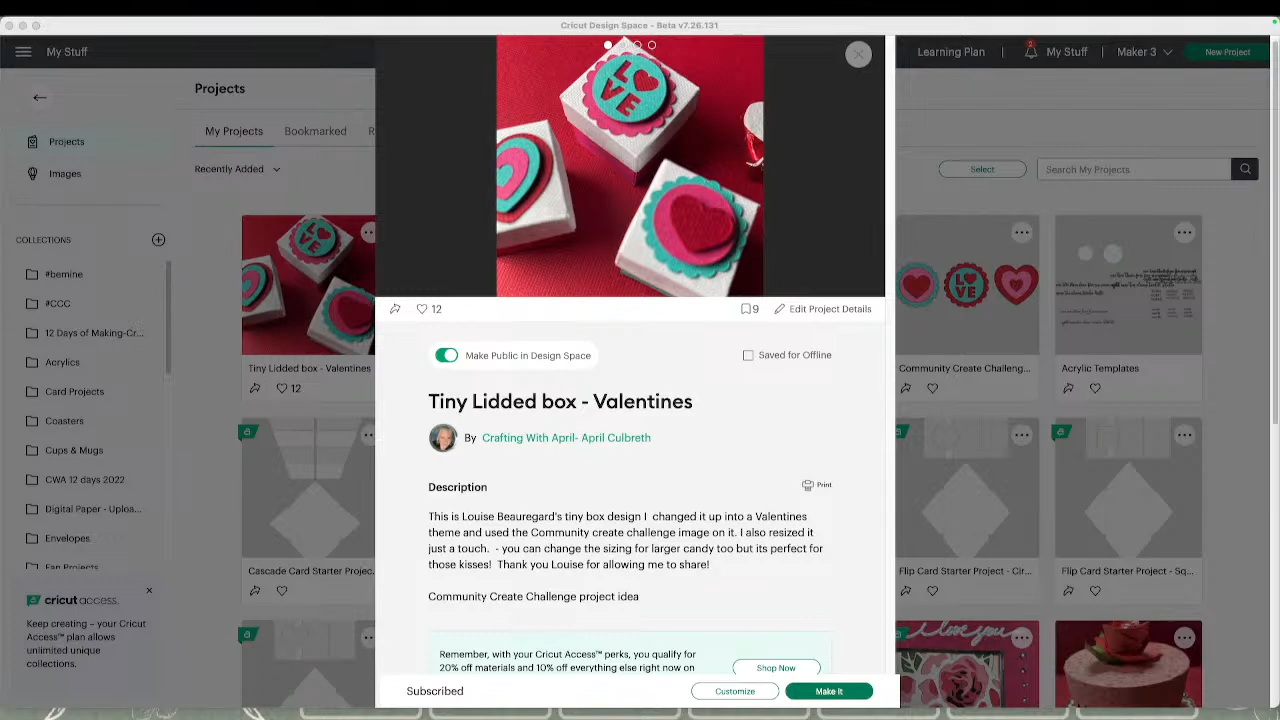 Cricut Design Space - Beta v7.26.131
My Stuff
Learning Plan
2
My Stuff
Maker 3
New Project
Projects
My Projects
Bookmarked
R
Recently Added
Select
Search My Projects
Projects
Images
COLLECTIONS
#bemine
#CCC
12 Days of Making-Cr...
Acrylics
Card Projects
Coasters
Cups & Mugs
CWA 12 days 2022
Digital Paper - Uploa...
Envelopes
Fan Projects
cricut access.
Keep creating – your Cricut
Access™ plan allows
unlimited unique
collections.
Tiny Lidded box - Valentines
12
Cascade Card Starter Projec
LOVE
12
9
Edit Project Details
Make Public in Design Space
Saved for Offline
Tiny Lidded box - Valentines
By Crafting With April- April Culbreth
Description
Print
This is Louise Beauregard's tiny box design I changed it up into a Valentines
theme and used the Community create challenge image on it. I also resized it
just a touch. - you can change the sizing for larger candy too but its perfect for
those kisses! Thank you Louise for allowing me to share!
Community Create Challenge project idea
Remember, with your Cricut Access™ perks, you qualify for
20% off materials and 10% off everything else right now on
Shop Now
Subscribed
Customize
Make It
LOVE
Community Create Challenge...
Acrylic Templates
Flip Card Starter Project - Cir...
Flip Card Starter Project - Sq...
i love you